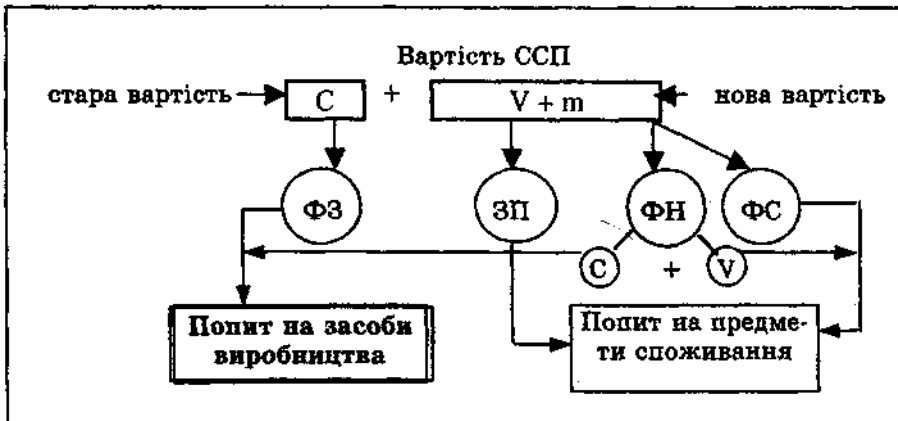 Вартість ССП
стара вартість C + V + m нова вартість
ФЗ ЗП ФН ФС
C + V
Попит на засоби
виробництва
Попит на предме-
ти споживання